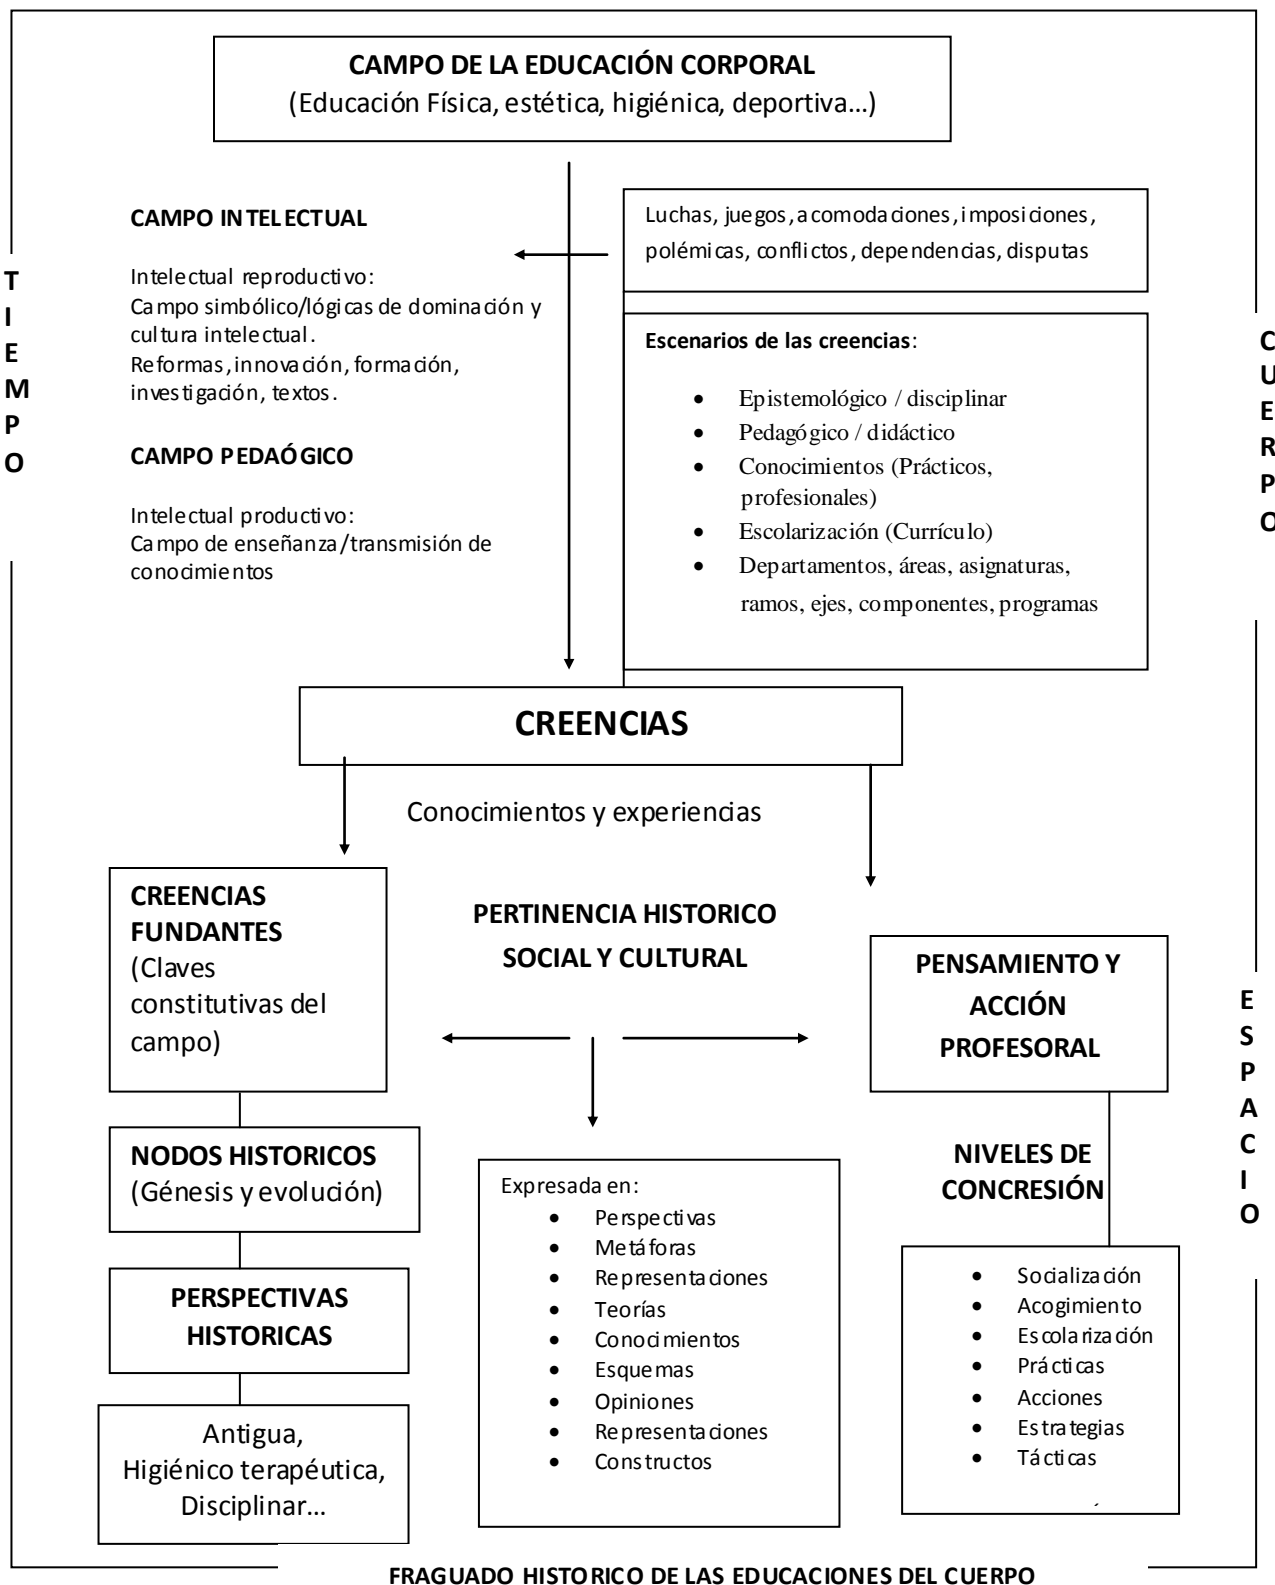 CAMPO DE LA EDUCACIÓN CORPORAL
(Educación Física, estética, higiénica, deportiva...)
CAMPO INTELECTUAL
Intelectual reproductivo:
Campo simbólico/lógicas de dominación y
cultura intelectual.
Reformas, innovación, formación,
investigación, textos.
CAMPO PEDAÓGICO
Intelectual productivo:
Campo de enseñanza/transmisión de
conocimientos
Luchas, juegos, acomodaciones, imposiciones,
polémicas, conflictos, dependencias, disputas
Escenarios de las creencias:
• Epistemológico / disciplinar
• Pedagógico / didáctico
• Conocimientos (Prácticos,
profesionales)
• Escolarización (Currículo)
• Departamentos, áreas, asignaturas,
ramos, ejes, componentes, programas
TIEMPO
CUERPO
CREENCIAS
Conocimientos y experiencias
CREENCIAS
FUNDANTES
(Claves
constitutivas del
campo)
PERTINENCIA HISTORICO
SOCIAL Y CULTURAL
PENSAMIENTO Y
ACCIÓN
PROFESORAL
ESPACIO
NODOS HISTORICOS
(Génesis y evolución)
PERSPECTIVAS
HISTORICAS
Antigua,
Higiénico terapéutica,
Disciplinar...
Expresada en:
• Perspectivas
• Metáforas
• Representaciones
• Teorías
• Conocimientos
• Esquemas
• Opiniones
• Representaciones
• Constructos
NIVELES DE
CONCRESIÓN
• Socialización
• Acogimiento
• Escolarización
• Prácticas
• Acciones
• Estrategias
• Tácticas
FRAGUADO HISTORICO DE LAS EDUCACIONES DEL CUERPO